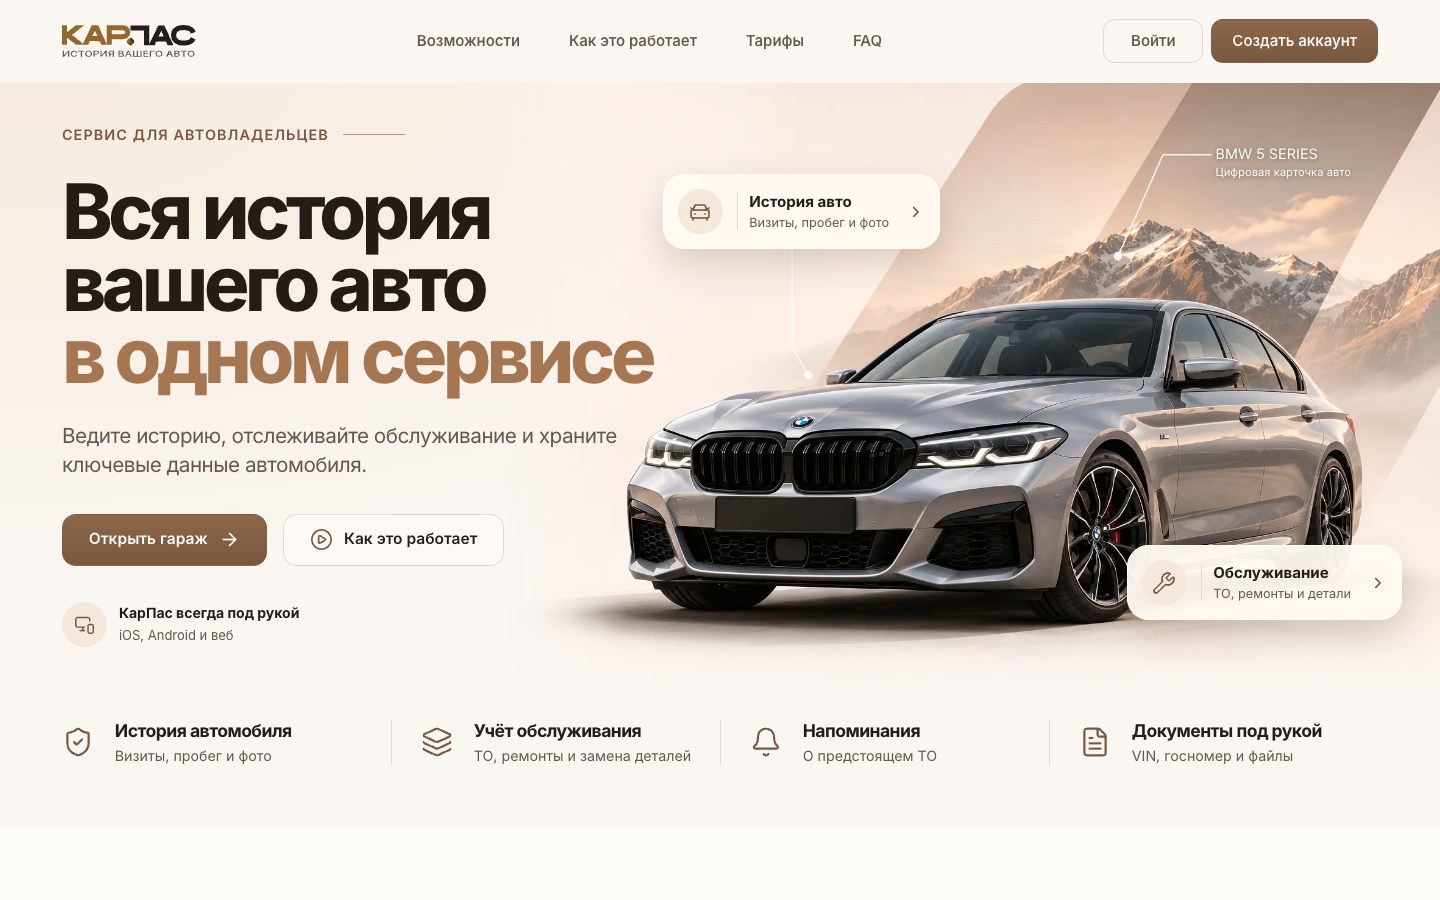 КАРПАС
ИСТОРИЯ ВАШЕГО АВТО
Возможности
Как это работает
Тарифы
FAQ
Войти
Создать аккаунт
СЕРВИС ДЛЯ АВТОВЛАДЕЛЬЦЕВ
Вся история
вашего авто
в одном сервисе
Ведите историю, отслеживайте обслуживание и храните
ключевые данные автомобиля.
Открыть гараж
Как это работает
КарПас всегда под рукой
iOS, Android и веб
История авто
Визиты, пробег и фото
BMW 5 SERIES
Цифровая карточка авто
Обслуживание
ТО, ремонты и детали
История автомобиля
Визиты, пробег и фото
Учёт обслуживания
ТО, ремонты и замена деталей
Напоминания
О предстоящем ТО
Документы под рукой
VIN, госномер и файлы